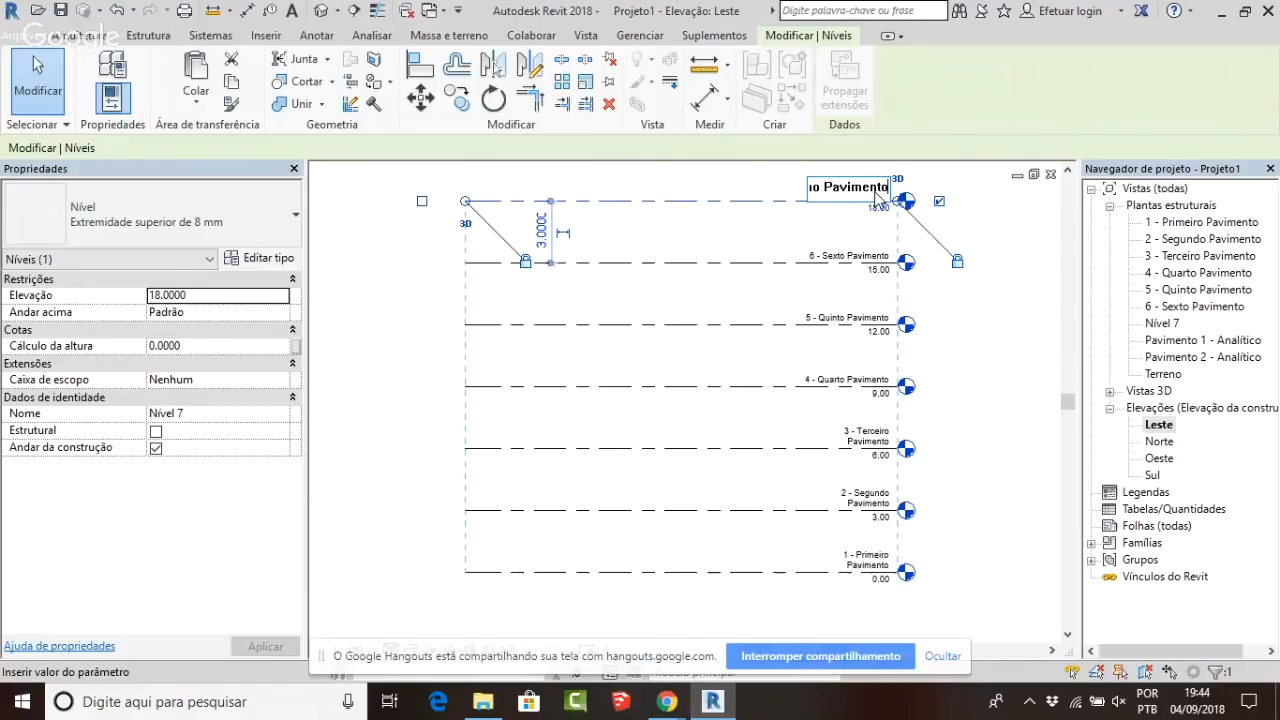 Autodesk Revit 2018 - Projeto1 - Elevação: Leste
Digite palavra-chave ou frase
Efetuar login
Google
Estrutura
Sistemas
Inserir
Anotar
Analisar
Massa e terreno
Colaborar
Vista
Gerenciar
Suplementos
Modificar | Níveis
Modificar
Colar
Junta
Cortar
Unir
Propagar
extensões
Selecionar
Propriedades
Área de transferência
Geometria
Modificar
Vista
Medir
Criar
Dados
Modificar | Níveis
Propriedades
Nível
Extremidade superior de 8 mm
Níveis (1)
Editar tipo
Restrições
Elevação 18.0000
Andar acima Padrão
Cotas
Cálculo da altura 0.0000
Extensões
Caixa de escopo Nenhum
Dados de identidade
Nome Nível 7
Estrutural
Andar da construção
Ajuda de propriedades
Aplicar
io Pavimento
3D
18.00
3D
3.0000
6 - Sexto Pavimento
15.00
5 - Quinto Pavimento
12.00
4 - Quarto Pavimento
9.00
3 - Terceiro
Pavimento
6.00
2 - Segundo
Pavimento
3.00
1 - Primeiro
Pavimento
0.00
Navegador de projeto - Projeto1
Vistas (todas)
Plantas estruturais
1 - Primeiro Pavimento
2 - Segundo Pavimento
3 - Terceiro Pavimento
4 - Quarto Pavimento
5 - Quinto Pavimento
6 - Sexto Pavimento
Nível 7
Pavimento 1 - Analítico
Pavimento 2 - Analítico
Terreno
Vistas 3D
Elevações (Elevação da constru
Leste
Norte
Oeste
Sul
Legendas
Tabelas/Quantidades
Folhas (todas)
Famílias
Grupos
Vínculos do Revit
O Google Hangouts está compartilhando sua tela com hangouts.google.com.
Interromper compartilhamento
Ocultar
Inserir valor do parâmetro
Modelo principal
:1
Digite aqui para pesquisar
POR
PTB
19:44
04/09/2018